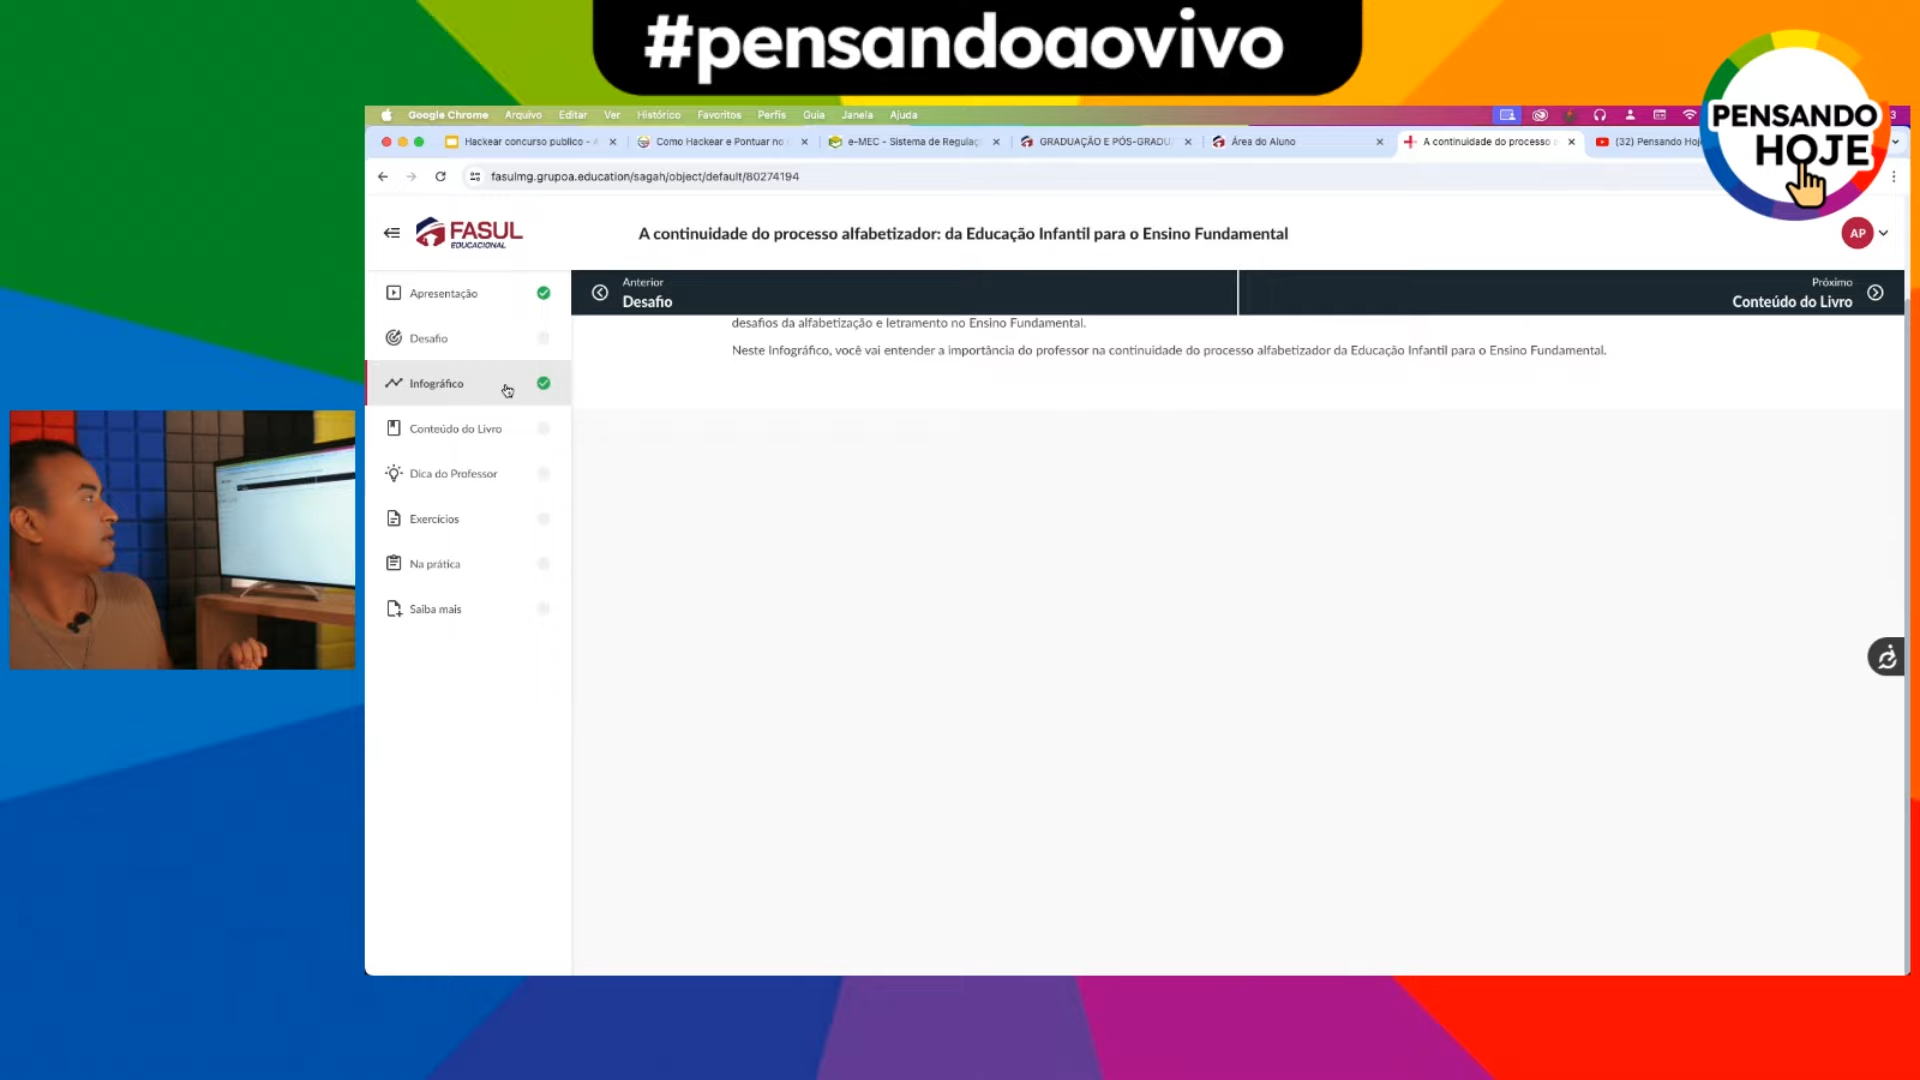 #pensandoaovivo
PENSANDO
HOJE
Google Chrome Arquivo Editar Ver Histórico Favoritos Perfis Guia Janela Ajuda
Hackear concurso publico - Como Hackear e Pontuar no e-MEC - Sistema de Regulaç GRADUAÇÃO E PÓS-GRADU Área do Aluno A continuidade do processo (32) Pensando Hoj
fasulmg.grupoa.education/sagah/object/default/80274194
FASUL
EDUCACIONAL
A continuidade do processo alfabetizador: da Educação Infantil para o Ensino Fundamental
AP
Apresentação
Desafio
Infográfico
Conteúdo do Livro
Dica do Professor
Exercícios
Na prática
Saiba mais
Anterior
Desafio
Próximo
Conteúdo do Livro
desafios da alfabetização e letramento no Ensino Fundamental.
Neste Infográfico, você vai entender a importância do professor na continuidade do processo alfabetizador da Educação Infantil para o Ensino Fundamental.